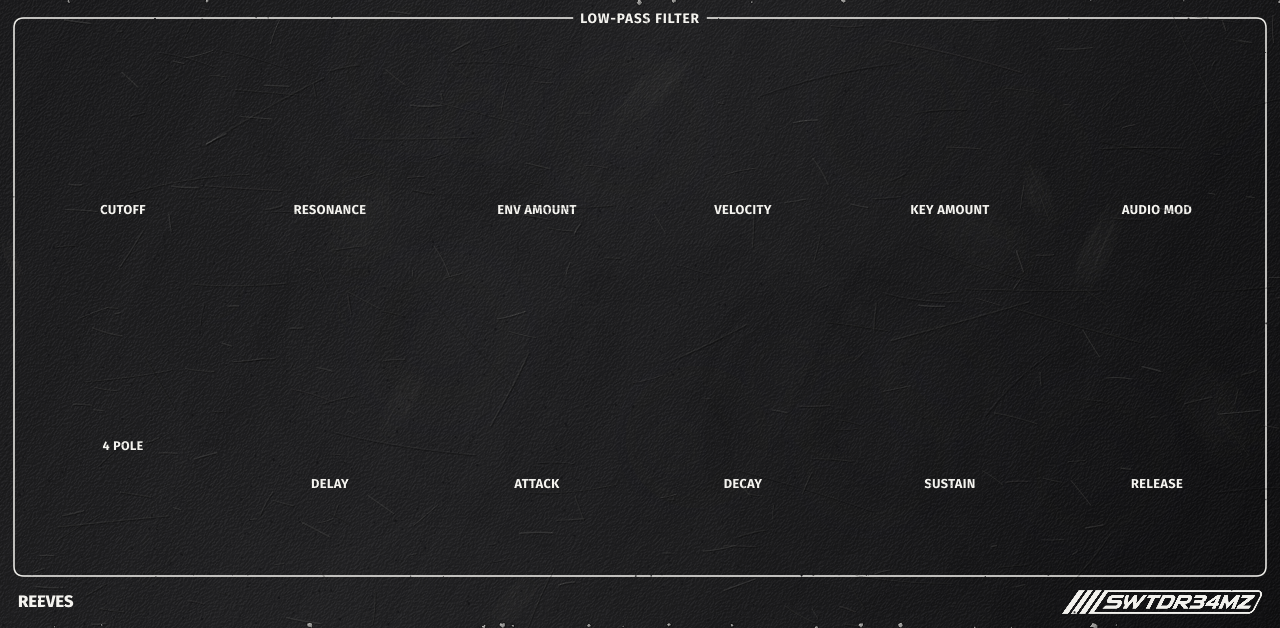 LOW-PASS FILTER
CUTOFF RESONANCE ENV AMOUNT VELOCITY KEY AMOUNT AUDIO MOD
4 POLE
DELAY ATTACK DECAY SUSTAIN RELEASE
REEVES
SWTDR34MZ